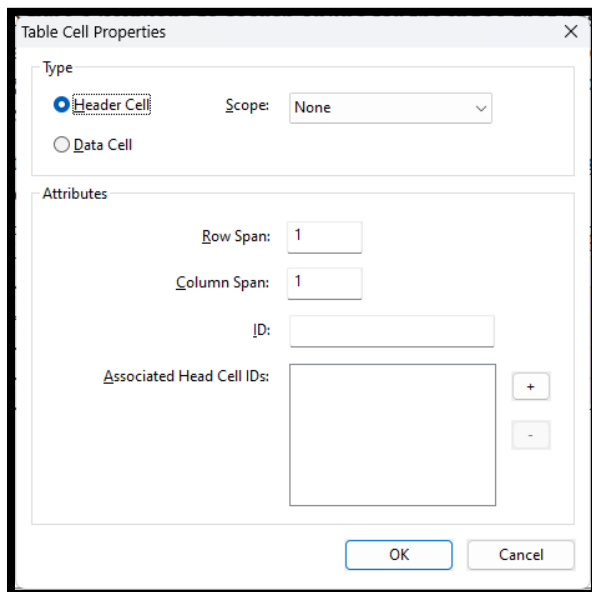 Table Cell Properties
Type
Header Cell
Scope:
None
Data Cell
Attributes
Row Span:
1
Column Span:
1
ID:
Associated Head Cell IDs:
+
-
OK
Cancel